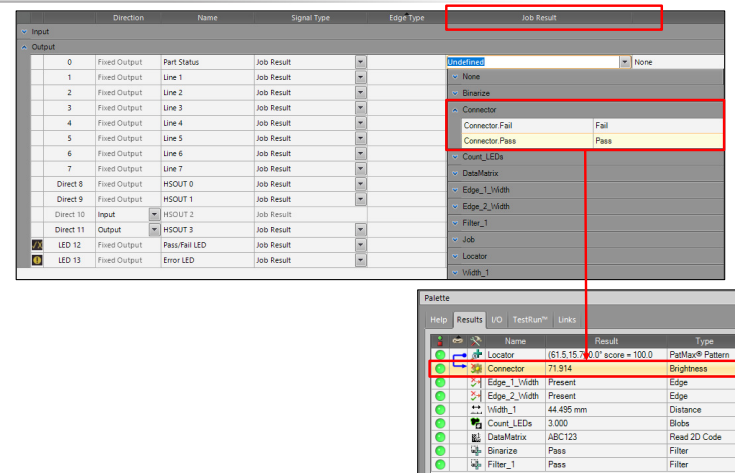 Direction Name Signal Type Edge Type Job Result
Input
Output
0 Fixed Output Part Status Job Result Undefined None
1 Fixed Output Line 1 Job Result None
2 Fixed Output Line 2 Job Result Binarize
3 Fixed Output Line 3 Job Result Connector
4 Fixed Output Line 4 Job Result Connector.Fail Fail
5 Fixed Output Line 5 Job Result Connector.Pass Pass
6 Fixed Output Line 6 Job Result Count_LEDs
7 Fixed Output Line 7 Job Result DataMatrix
Direct 8 Fixed Output HSOUT 0 Job Result Edge_1_Width
Direct 9 Fixed Output HSOUT 1 Job Result Edge_2_Width
Direct 10 Input HSOUT 2 Job Result Filter_1
Direct 11 Output HSOUT 3 Job Result Job
LED 12 Fixed Output Pass/Fail LED Job Result Locator
LED 13 Fixed Output Error LED Job Result Width_1
Palette
Help Results I/O TestRun™ Links
Name Result Type
Locator score = 100.0 PatMax® Pattern
Connector 71.914 Brightness
Edge_1_Width Present Edge
Edge_2_Width Present Edge
Width_1 44.495 mm Distance
Count_LEDs 3.000 Blobs
DataMatrix ABC123 Read 2D Code
Binarize Pass Filter
Filter_1 Pass Filter